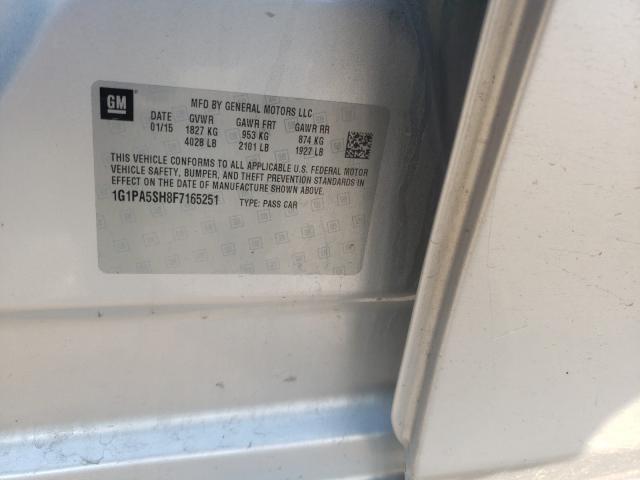 GM
MFD BY GENERAL MOTORS LLC
DATE GVWR GAWR FRT GAWR RR
01/15 1827 KG 953 KG 874 KG
4028 LB 2101 LB 1927 LB
THIS VEHICLE CONFORMS TO ALL APPLICABLE U.S. FEDERAL MOTOR
VEHICLE SAFETY, BUMPER, AND THEFT PREVENTION STANDARDS IN
EFFECT ON THE DATE OF MANUFACTURE SHOWN ABOVE.
1G1PA5SH8F7165251 TYPE: PASS CAR